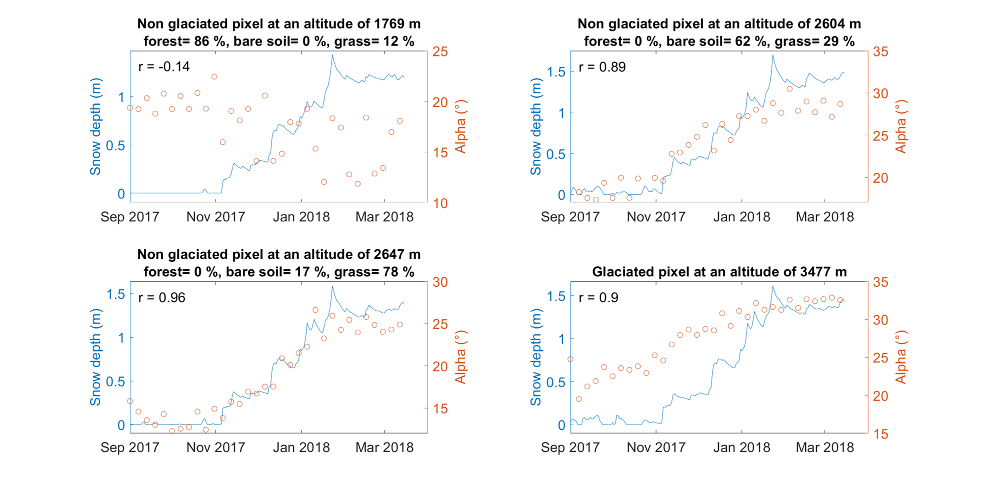 Non glaciated pixel at an altitude of 1769 m
forest= 86 %, bare soil= 0 %, grass= 12 %
r = -0.14
Snow depth (m)
1
0.5
0
25
20
15
10
Alpha (°)
Sep 2017 Nov 2017 Jan 2018 Mar 2018
Non glaciated pixel at an altitude of 2604 m
forest= 0 %, bare soil= 62 %, grass= 29 %
r = 0.89
Snow depth (m)
1.5
1
0.5
0
35
30
25
20
Alpha (°)
Sep 2017 Nov 2017 Jan 2018 Mar 2018
Non glaciated pixel at an altitude of 2647 m
forest= 0 %, bare soil= 17 %, grass= 78 %
r = 0.96
Snow depth (m)
1.5
1
0.5
0
30
25
20
15
Alpha (°)
Sep 2017 Nov 2017 Jan 2018 Mar 2018
Glaciated pixel at an altitude of 3477 m
r = 0.9
Snow depth (m)
1.5
1
0.5
0
35
30
25
20
15
Alpha (°)
Sep 2017 Nov 2017 Jan 2018 Mar 2018